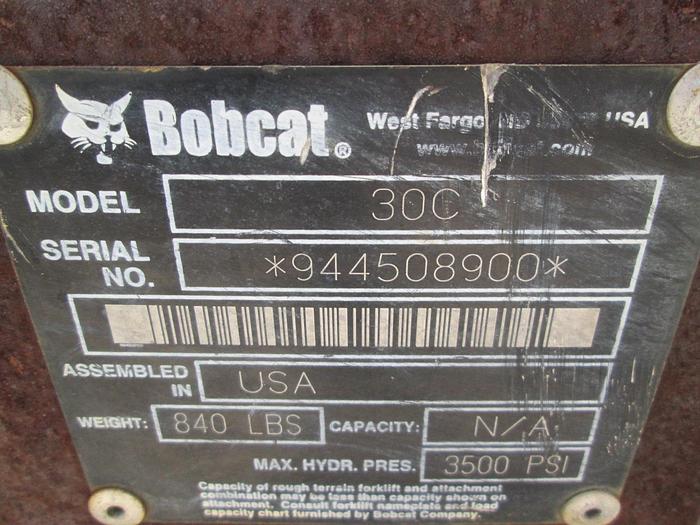 Bobcat® West Fargo, USA
MODEL 30C
SERIAL NO. *944508900*
ASSEMBLED IN USA
WEIGHT: 840 LBS CAPACITY: N/A
MAX. HYDR. PRES. 3500 PSI
Capacity of rough terrain forklift and attachment
combination may be less than capacity shown on
attachment. Consult forklift nameplate and load
capacity chart furnished by Bobcat Company.